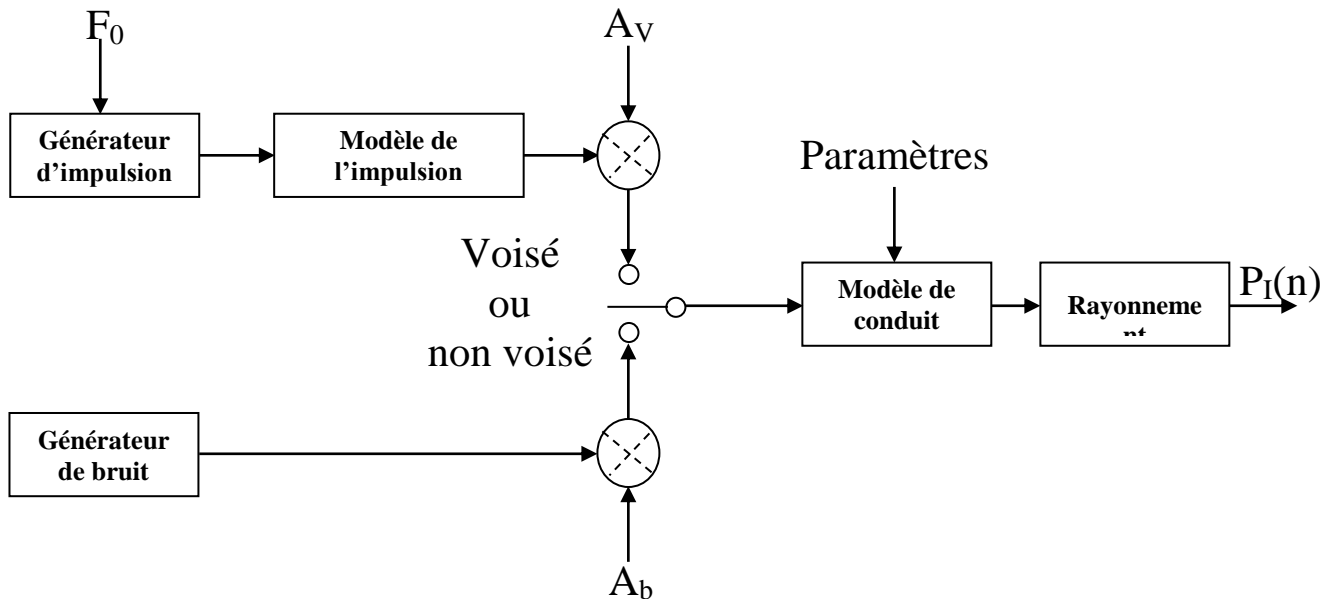 F0
AV
Générateur
d'impulsion
Modèle de
l'impulsion
Paramètres
Voisé
ou
non voisé
Modèle de
conduit
Rayonneme
nt
PI(n)
Générateur
de bruit
Ab